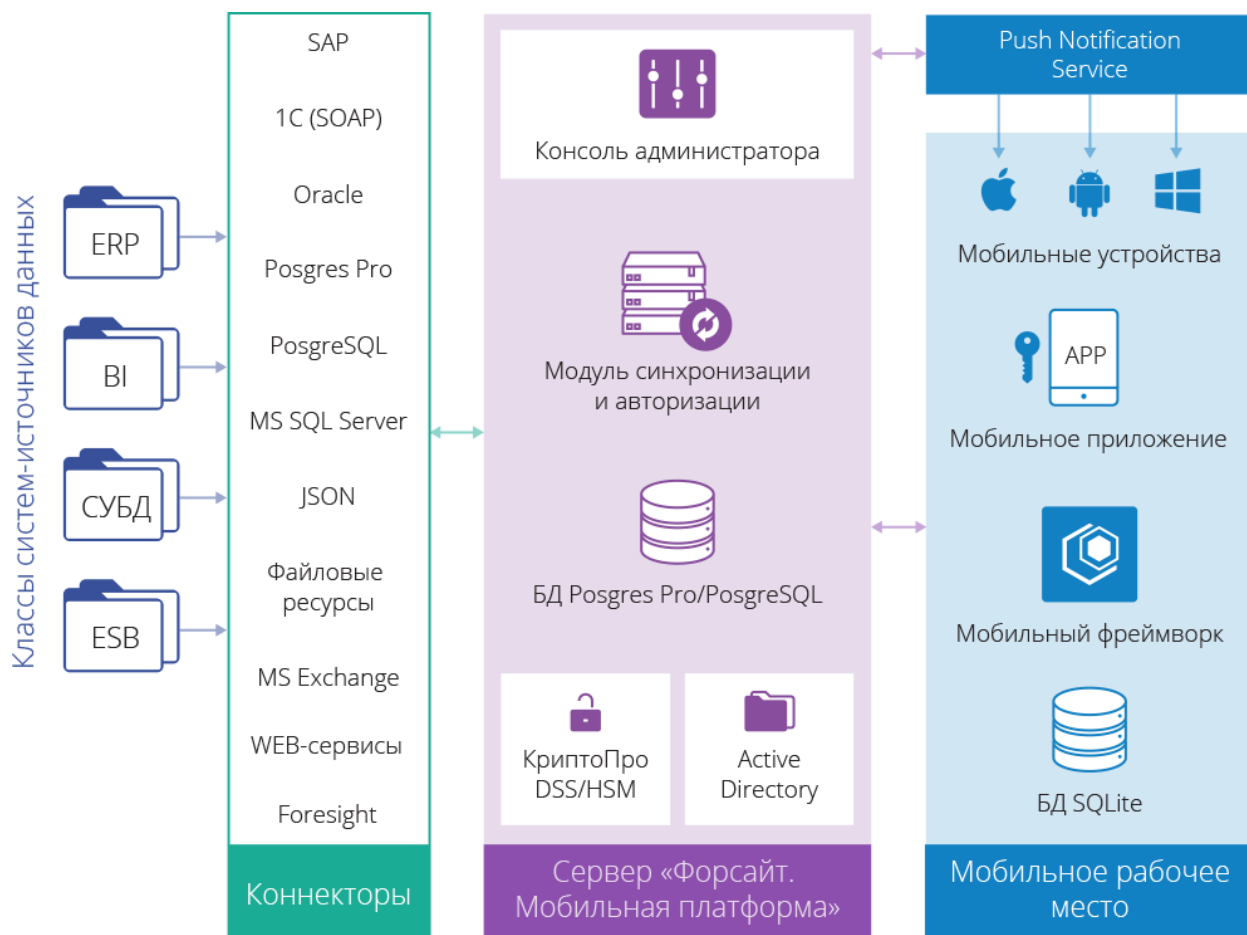 Классы систем-источников данных
ERP
BI
СУБД
ESB
SAP
1C (SOAP)
Oracle
Posgres Pro
PosgreSQL
MS SQL Server
JSON
Файловые
ресурсы
MS Exchange
WEB-сервисы
Foresight
Коннекторы
Консоль администратора
Модуль синхронизации
и авторизации
БД Posgres Pro/PosgreSQL
КриптоПро
DSS/HSM
Active
Directory
Сервер «Форсайт.
Мобильная платформа»
Push Notification
Service
Мобильные устройства
APP
Мобильное приложение
Мобильный фреймворк
БД SQLite
Мобильное рабочее
место